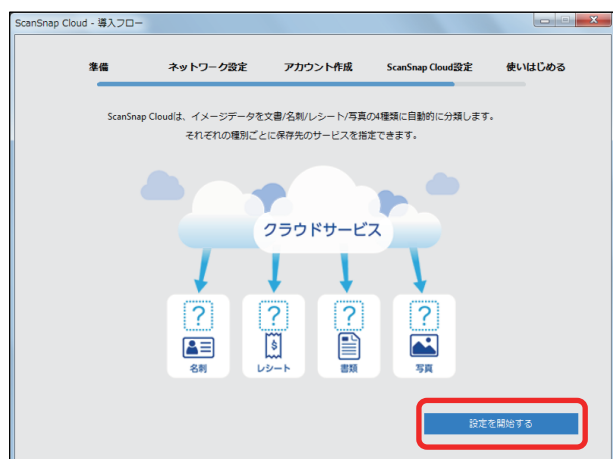 ScanSnap Cloud - 導入フロー
準備 ネットワーク設定 アカウント作成 ScanSnap Cloud設定 使いはじめる
ScanSnap Cloudは、イメージデータを文書/名刺/レシート/写真の4種類に自動的に分類します。
それぞれの種別ごとに保存先のサービスを指定できます。
クラウドサービス
? ? ? ?
$
名刺 レシート 書類 写真
設定を開始する